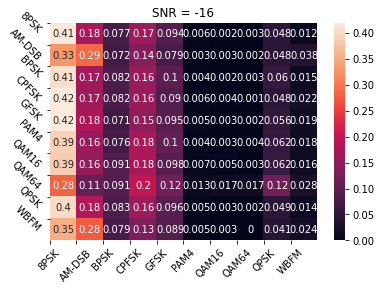 SNR = -16
8PSK 0.41 0.18 0.077 0.17 0.094 0.006 0.002 0.003 0.048 0.012
AM-DSB 0.33 0.29 0.072 0.14 0.079 0.003 0.003 0.002 0.048 0.038
BPSK 0.41 0.17 0.082 0.16 0.1 0.004 0.002 0.003 0.06 0.015
CPFSK 0.42 0.17 0.082 0.16 0.09 0.006 0.004 0.001 0.048 0.022
GFSK 0.42 0.18 0.071 0.15 0.095 0.005 0.003 0.002 0.056 0.019
PAM4 0.39 0.16 0.076 0.18 0.1 0.004 0.003 0.004 0.062 0.018
QAM16 0.39 0.16 0.091 0.18 0.098 0.007 0.005 0.003 0.062 0.016
QAM64 0.28 0.11 0.091 0.2 0.12 0.013 0.017 0.017 0.12 0.028
QPSK 0.4 0.18 0.083 0.16 0.096 0.005 0.003 0.002 0.049 0.014
WBFM 0.35 0.28 0.079 0.13 0.089 0.005 0.003 0 0.041 0.024
8PSK AM-DSB BPSK CPFSK GFSK PAM4 QAM16 QAM64 QPSK WBFM
0.40
0.35
0.30
0.25
0.20
0.15
0.10
0.05
0.00